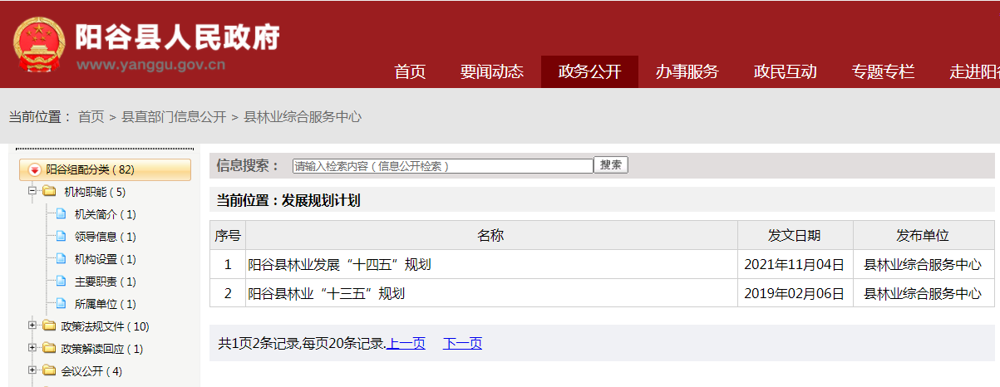 阳谷县人民政府
www.yanggu.gov.cn
首页 要闻动态 政务公开 办事服务 政民互动 专题专栏 走进阳
当前位置： 首页 > 县直部门信息公开 > 县林业综合服务中心
阳谷组配分类 ( 82)
机构职能 ( 5)
机关简介 ( 1)
领导信息 ( 1)
机构设置 ( 1)
主要职责 ( 1)
所属单位 ( 1)
政策法规文件 ( 10)
政策解读回应 ( 1)
会议公开 ( 4)
信息搜索： 请输入检索内容（信息公开检索） 搜索
当前位置：发展规划计划
序号 名称 发文日期 发布单位
1 阳谷县林业发展“十四五”规划 2021年11月04日 县林业综合服务中心
2 阳谷县林业“十三五”规划 2019年02月06日 县林业综合服务中心
共1页2条记录,每页20条记录.上一页 下一页